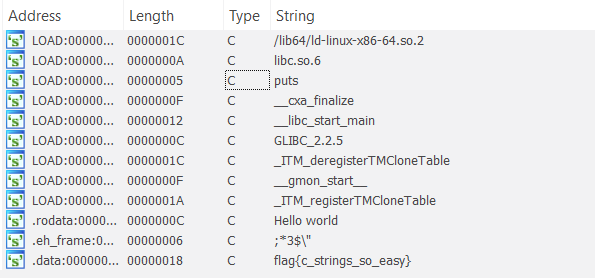 Address Length Type String
LOAD:00000... 0000001C C /lib64/ld-linux-x86-64.so.2
LOAD:00000... 0000000A C libc.so.6
LOAD:00000... 00000005 C puts
LOAD:00000... 0000000F C __cxa_finalize
LOAD:00000... 00000012 C __libc_start_main
LOAD:00000... 0000000C C GLIBC_2.2.5
LOAD:00000... 0000001C C _ITM_deregisterTMCloneTable
LOAD:00000... 0000000F C __gmon_start__
LOAD:00000... 0000001A C _ITM_registerTMCloneTable
.rodata:0000... 0000000C C Hello world
.eh_frame:0... 00000006 C ;*3$\"
.data:000000... 00000018 C flag{c_strings_so_easy}